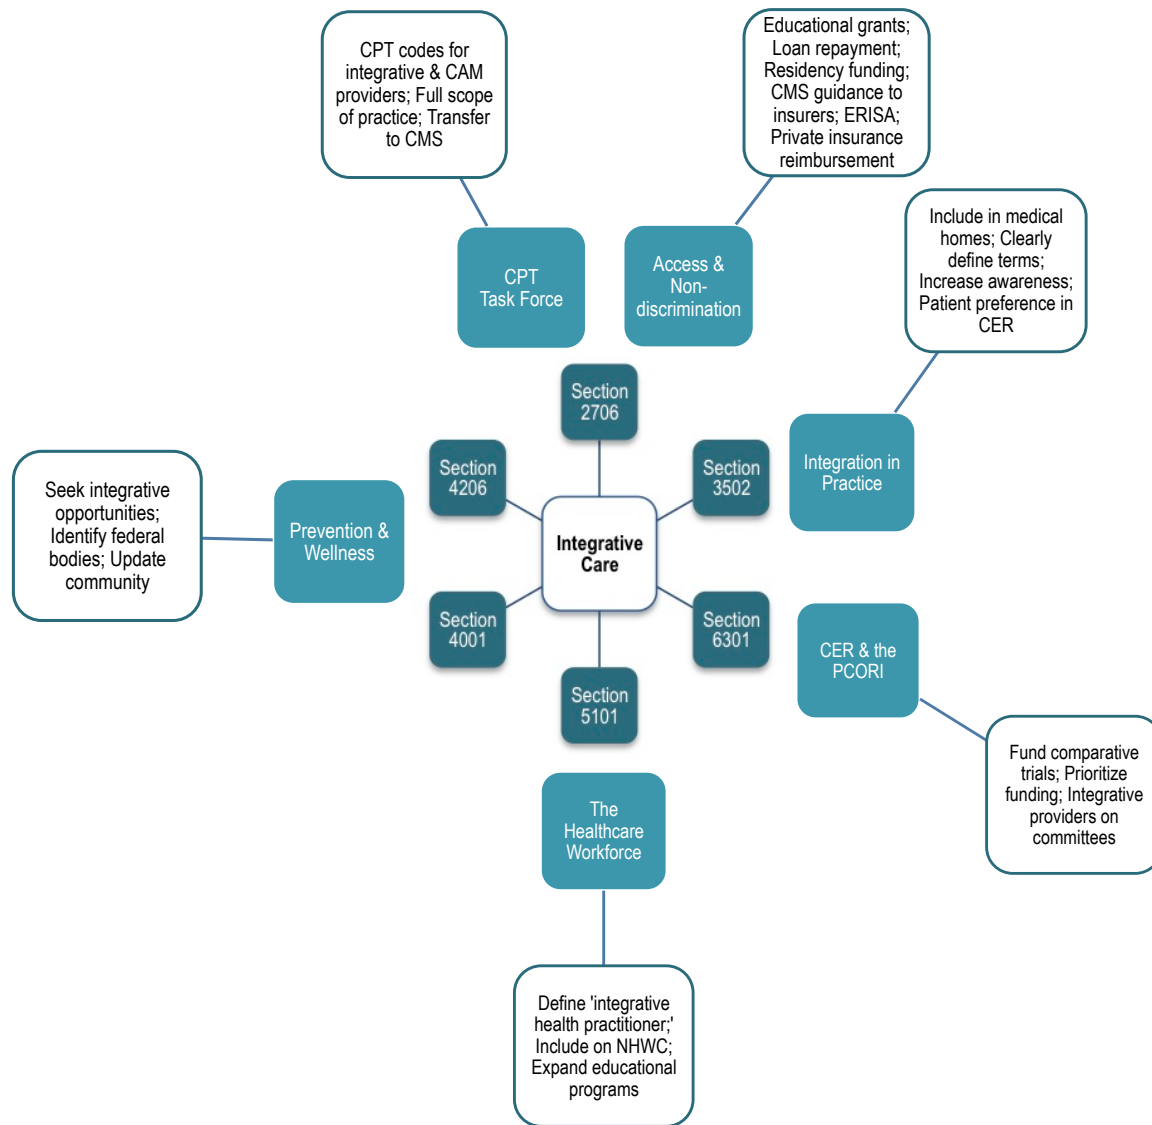 CPT codes for
integrative & CAM
providers; Full scope
of practice; Transfer
to CMS
Educational grants;
Loan repayment;
Residency funding;
CMS guidance to
insurers; ERISA;
Private insurance
reimbursement
Include in medical
homes; Clearly
define terms;
Increase awareness;
Patient preference in
CER
CPT
Task Force
Access &
Non-
discrimination
Integration in
Practice
Section
2706
Section
4206
Section
3502
Integrative
Care
Section
4001
Section
6301
Section
5101
Seek integrative
opportunities;
Identify federal
bodies; Update
community
Prevention &
Wellness
CER & the
PCORI
Fund comparative
trials; Prioritize
funding; Integrative
providers on
committees
The
Healthcare
Workforce
Define 'integrative
health practitioner;'
Include on NHWC;
Expand educational
programs